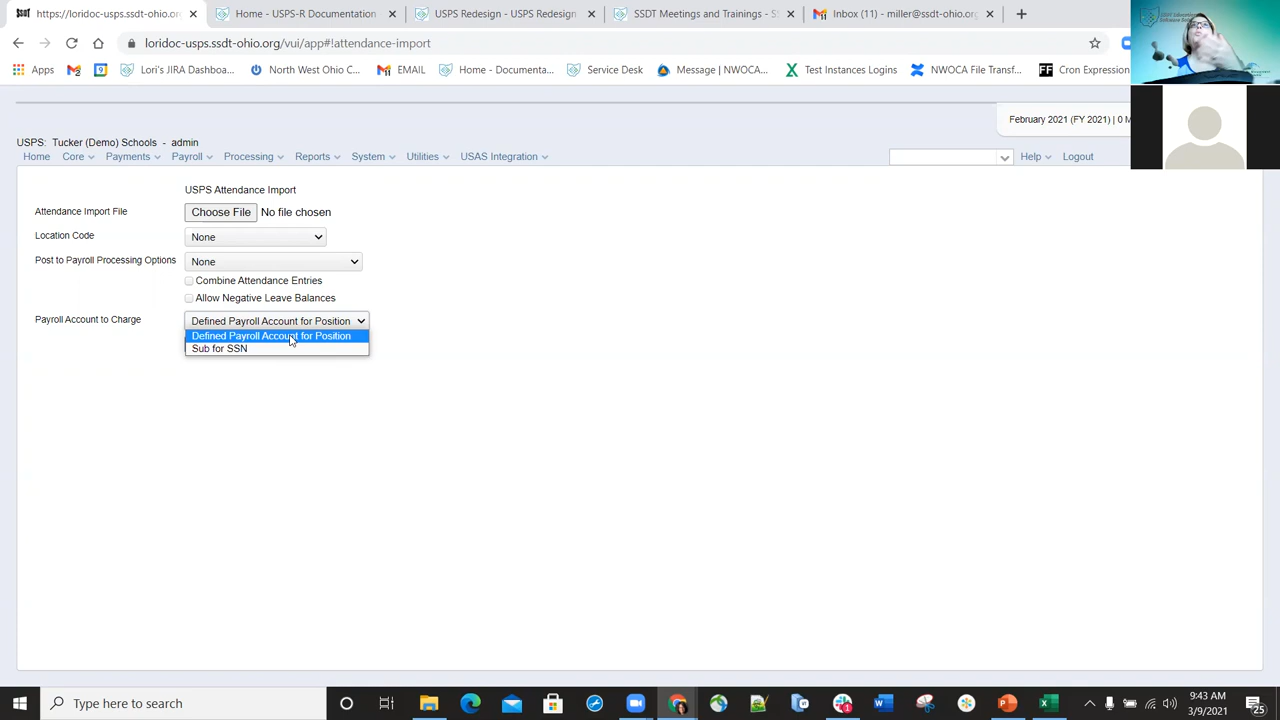 https://loridoc-usps.ssdt-ohio.org
Home - USPS-R Documentation
USPS Redesign - USPS Redesign
SSDT Meetings and Trainings - S
Inbox (11) - miller@ssdt-ohio.org
loridoc-usps.ssdt-ohio.org/vui/app#!attendance-import
Apps
Lori's JIRA Dashboa...
North West Ohio C...
EMAIL
Home - Documenta...
Service Desk
Message | NWOCA...
Test Instances Logins
NWOCA File Transf...
FF Cron Expression
February 2021 (FY 2021) | 0 M
USPS: Tucker (Demo) Schools - admin
Home Core Payments Payroll Processing Reports System Utilities USAS Integration Help Logout
USPS Attendance Import
Attendance Import File Choose File No file chosen
Location Code None
Post to Payroll Processing Options None
Combine Attendance Entries
Allow Negative Leave Balances
Payroll Account to Charge Defined Payroll Account for Position
Defined Payroll Account for Position
Sub for SSN
Type here to search
9:43 AM
3/9/2021
25